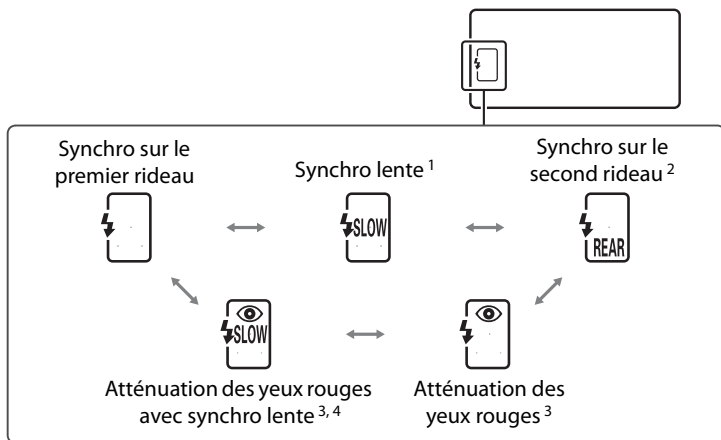 Synchro sur le
premier rideau
Synchro lente 1
Synchro sur le
second rideau 2
SLOW
REAR
SLOW
Atténuation des yeux rouges
avec synchro lente 3, 4
Atténuation des
yeux rouges 3